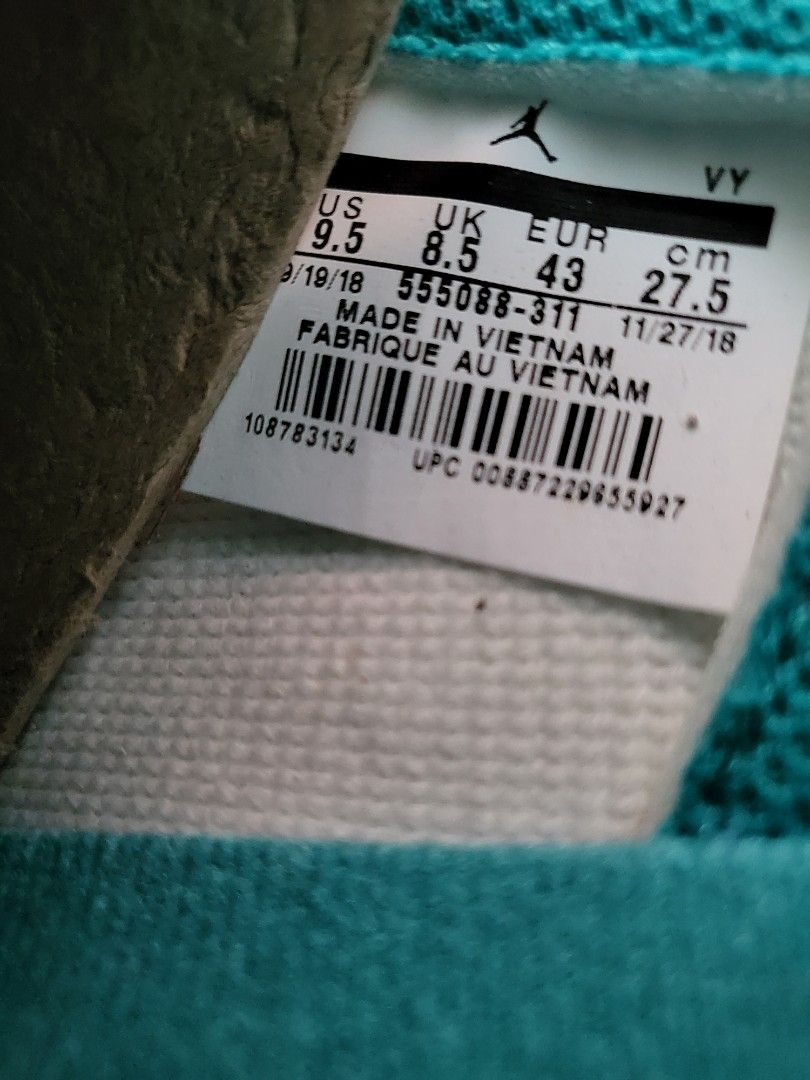 VY
US UK EUR cm
9.5 8.5 43 27.5
9/19/18 555088-311 11/27/18
MADE IN VIETNAM
FABRIQUE AU VIETNAM
108783134 UPC 00887229655927